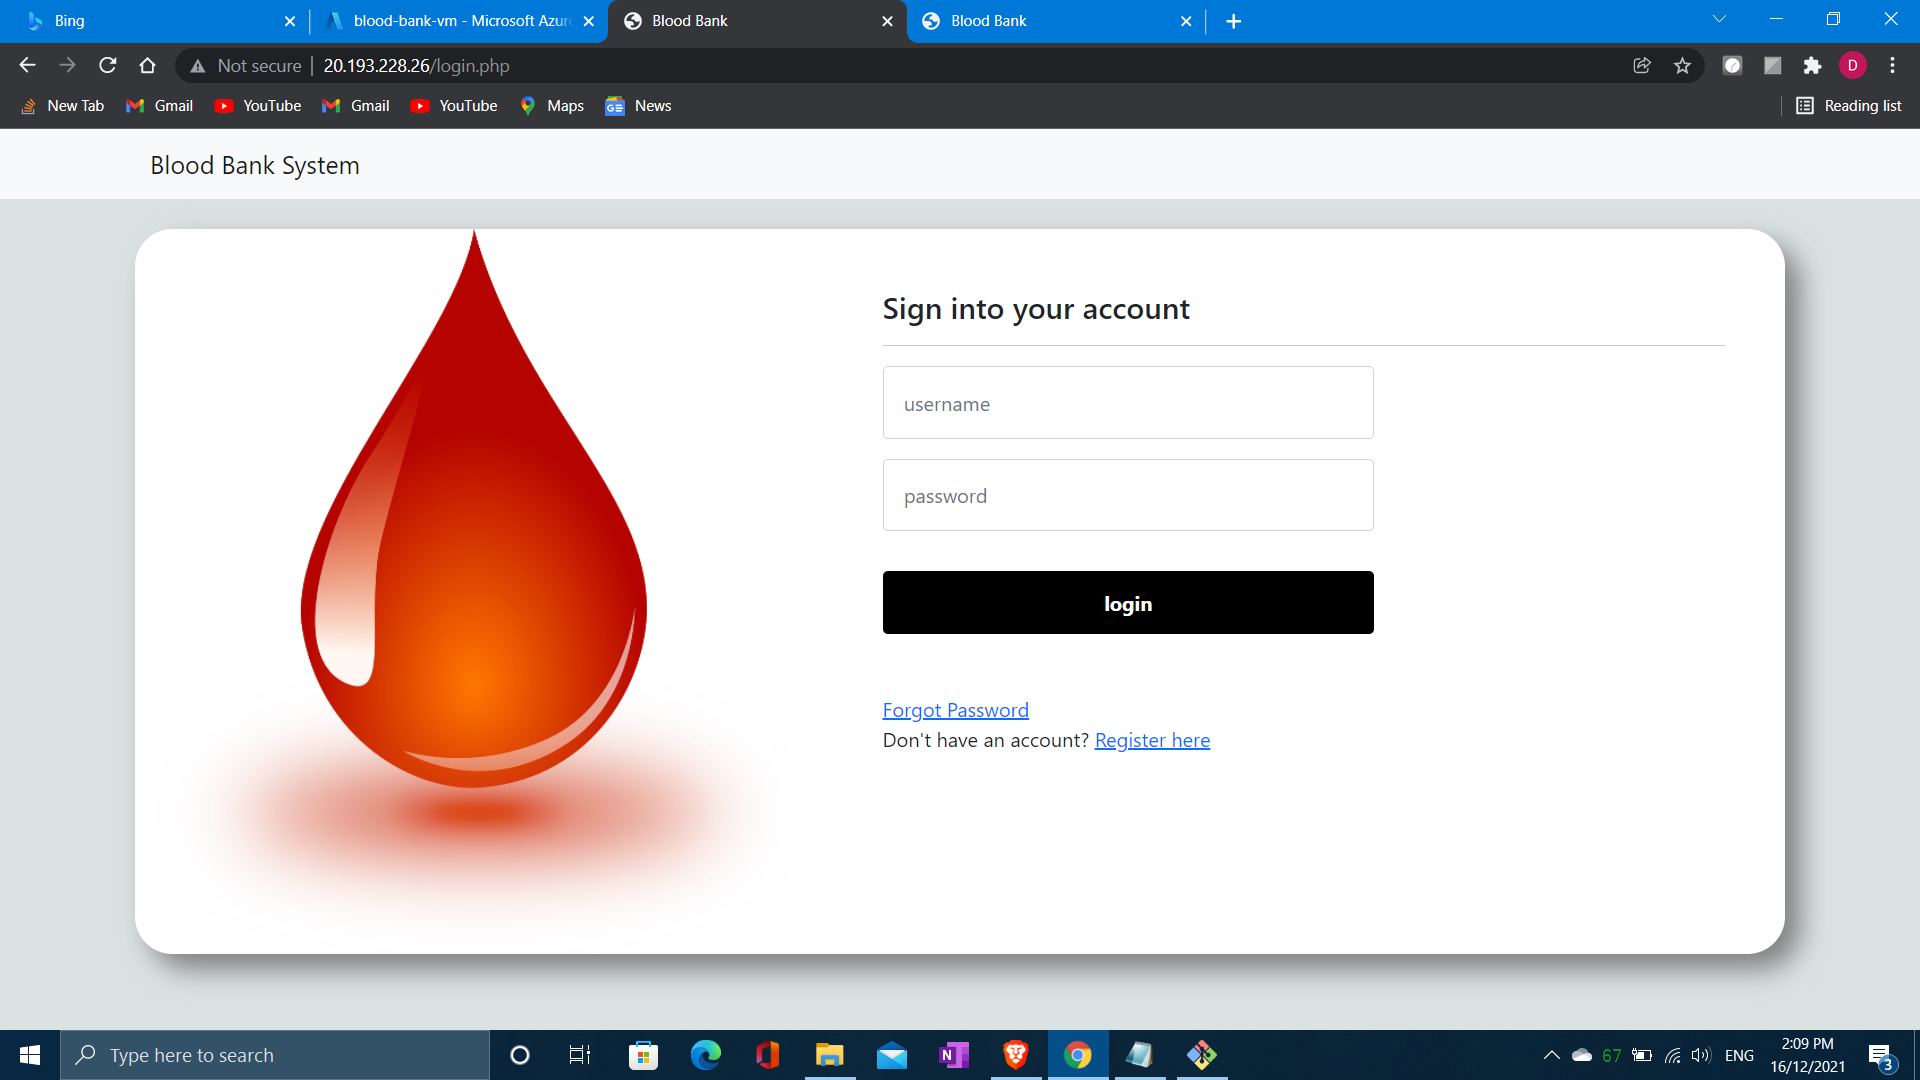 Bing
blood-bank-vm - Microsoft Azur
Blood Bank
Blood Bank
Not secure
20.193.228.26/login.php
D
New Tab
Gmail
YouTube
Gmail
YouTube
Maps
News
Reading list
Blood Bank System
Sign into your account
username
password
login
Forgot Password
Don't have an account? Register here
Type here to search
67
ENG
2:09 PM
16/12/2021
3